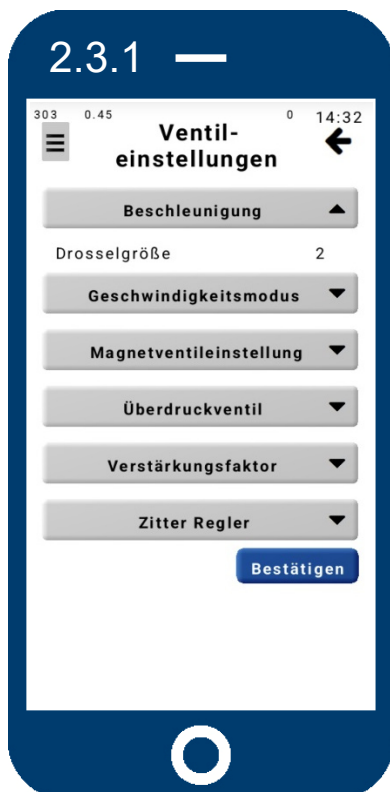 2.3.1
303 0.45 0 14:32
Ventil-
einstellungen
Beschleunigung
Drosselgröße 2
Geschwindigkeitsmodus
Magnetventileinstellung
Überdruckventil
Verstärkungsfaktor
Zitter Regler
Bestätigen